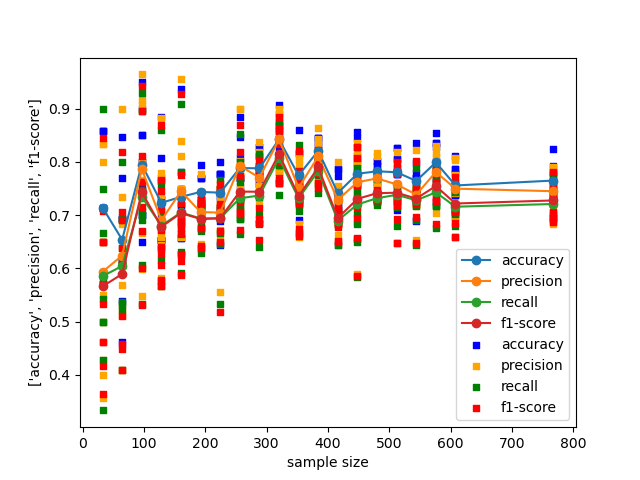 ['accuracy', 'precision', 'recall', 'f1-score']
0.9
0.8
0.7
0.6
0.5
0.4
0 100 200 300 400 500 600 700 800
sample size
accuracy
precision
recall
f1-score
accuracy
precision
recall
f1-score